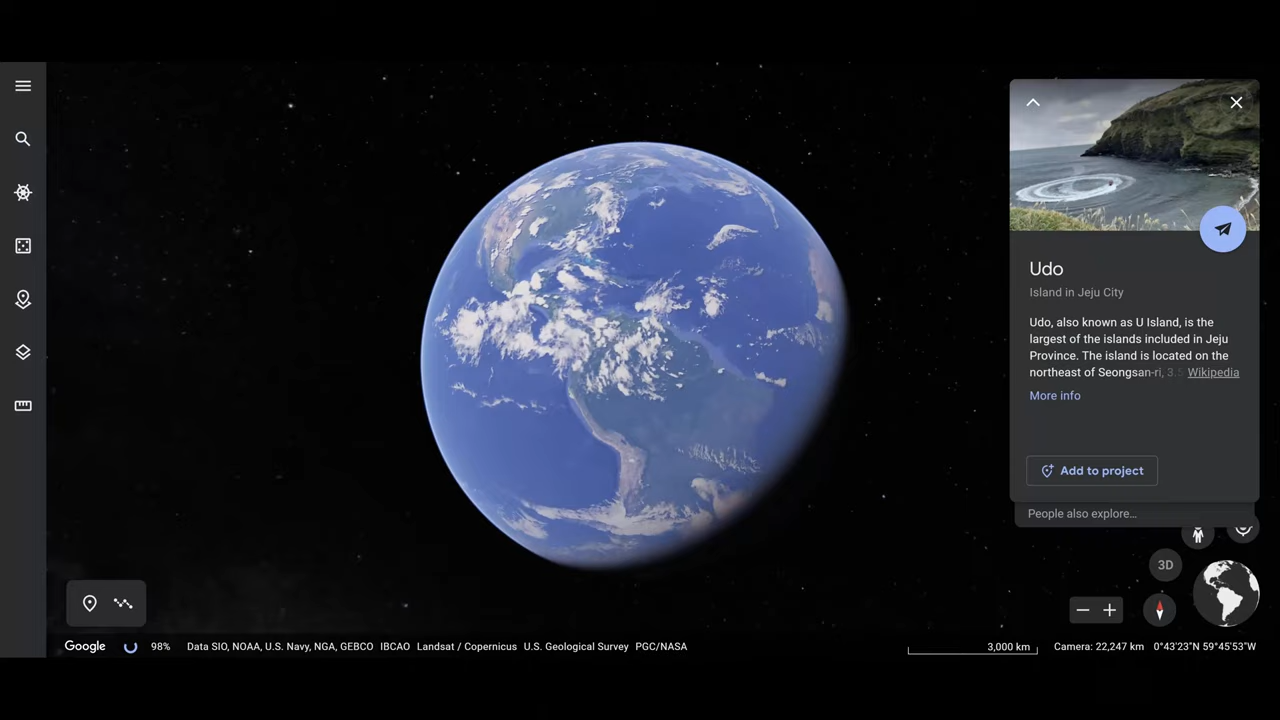 Udo
Island in Jeju City
Udo, also known as U Island, is the
largest of the islands included in Jeju
Province. The island is located on the
northeast of Seongsan-ri, 3.5 Wikipedia
More info
Add to project
People also explore...
3D
Google 98% Data SIO, NOAA, U.S. Navy, NGA, GEBCO IBCAO Landsat / Copernicus U.S. Geological Survey PGC/NASA 3,000 km Camera: 22,247 km 0°43'23"N 59°45'53"W